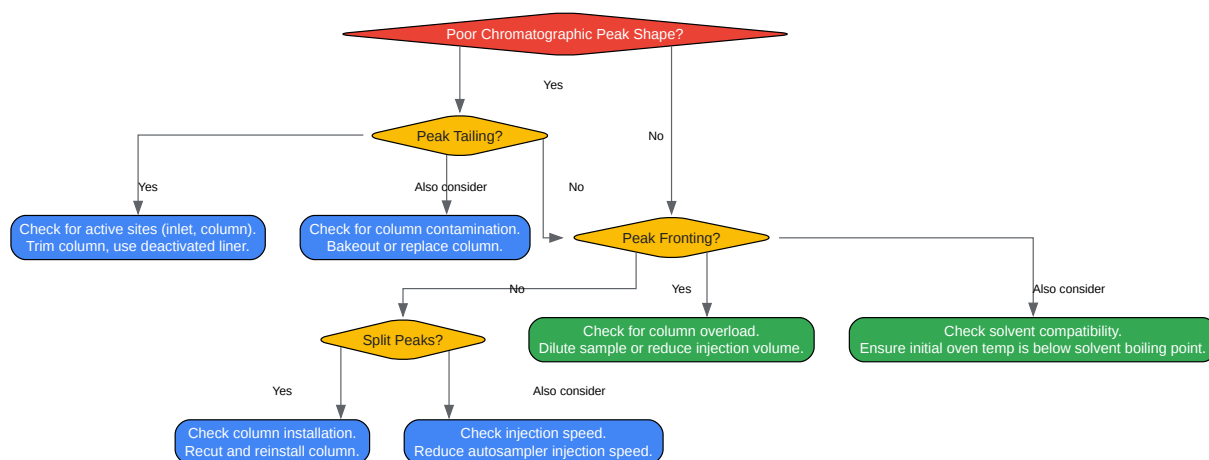 Poor Chromatographic Peak Shape?
Yes
No
Peak Tailing?
Yes
Also consider
No
Check for active sites (inlet, column).
Trim column, use deactivated liner.
Check for column contamination.
Bakeout or replace column.
Peak Fronting?
No
Yes
Also consider
Split Peaks?
Check for column overload.
Dilute sample or reduce injection volume.
Check solvent compatibility.
Ensure initial oven temp is below solvent boiling point.
Yes
Also consider
Check column installation.
Recut and reinstall column.
Check injection speed.
Reduce autosampler injection speed.